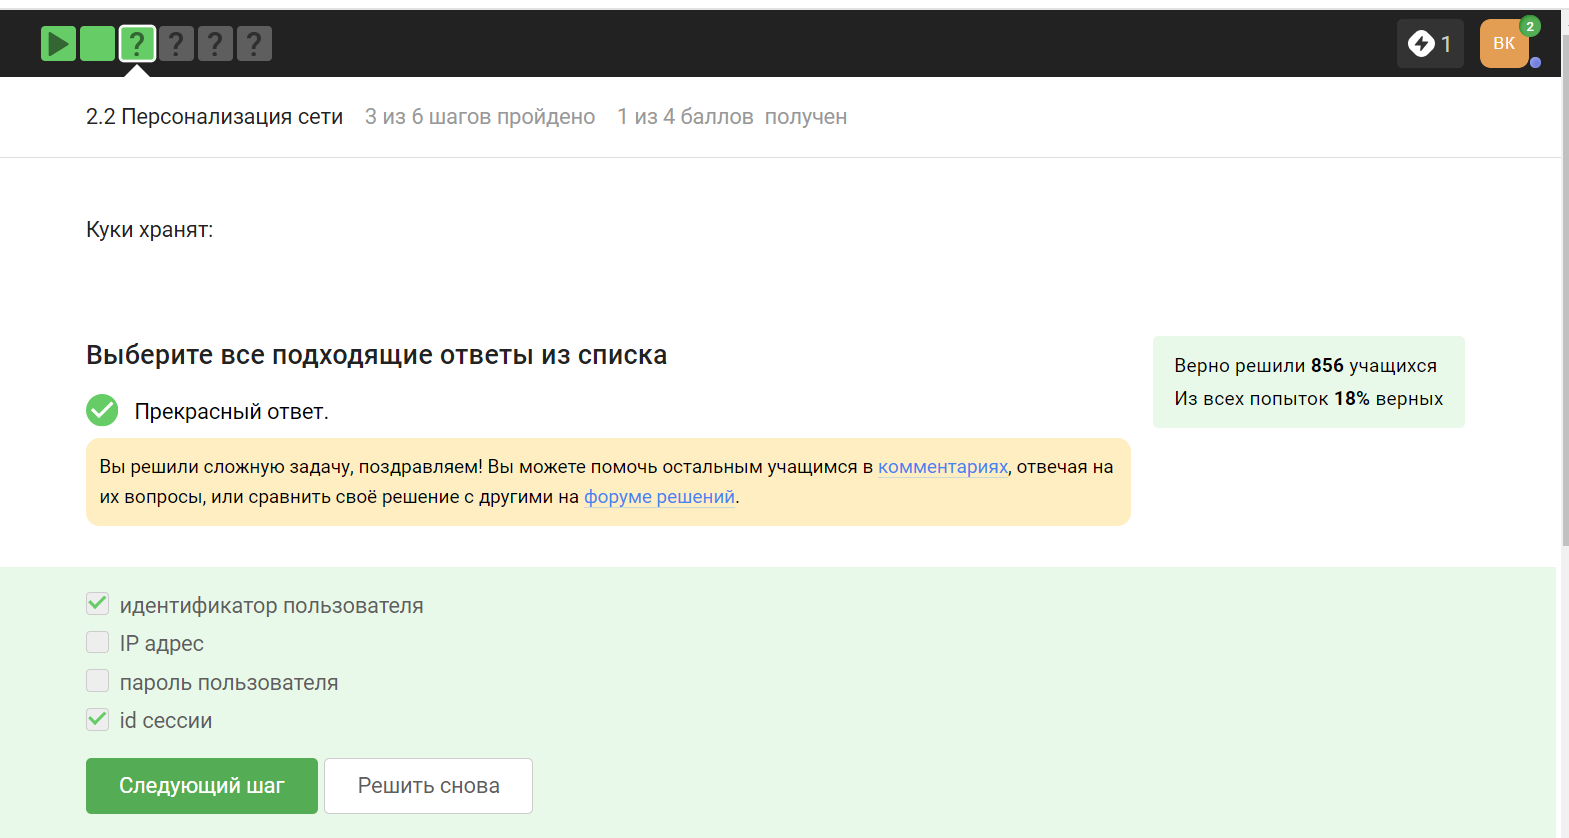 ? ? ? ?
1
ВК
2
2.2 Персонализация сети 3 из 6 шагов пройдено 1 из 4 баллов получен
Куки хранят:
Выберите все подходящие ответы из списка
Верно решили 856 учащихся
Из всех попыток 18% верных
Прекрасный ответ.
Вы решили сложную задачу, поздравляем! Вы можете помочь остальным учащимся в комментариях, отвечая на
их вопросы, или сравнить своё решение с другими на форуме решений.
идентификатор пользователя
IP адрес
пароль пользователя
id сессии
Следующий шаг
Решить снова